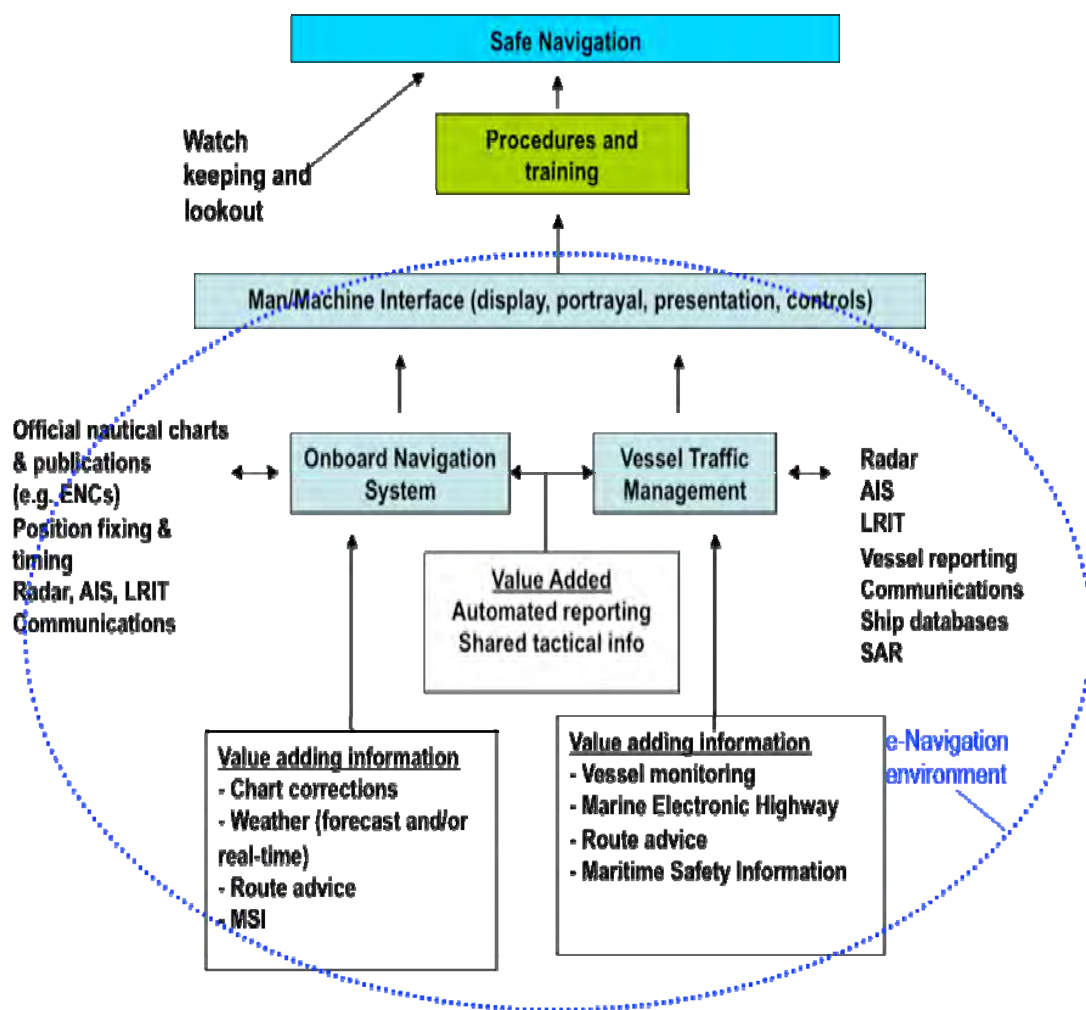 Safe Navigation
Watch
keeping and
lookout
Procedures and
training
Man/Machine Interface (display, portrayal, presentation, controls)
Official nautical charts
& publications
(e.g. ENCs)
Position fixing &
timing
Radar, AIS, LRIT
Communications
Onboard Navigation
System
Vessel Traffic
Management
Radar
AIS
LRIT
Vessel reporting
Communications
Ship databases
SAR
Value Added
Automated reporting
Shared tactical info
Value adding information
- Chart corrections
- Weather (forecast and/or
real-time)
- Route advice
- MSI
Value adding information
- Vessel monitoring
- Marine Electronic Highway
- Route advice
- Maritime Safety Information
e-Navigation
environment